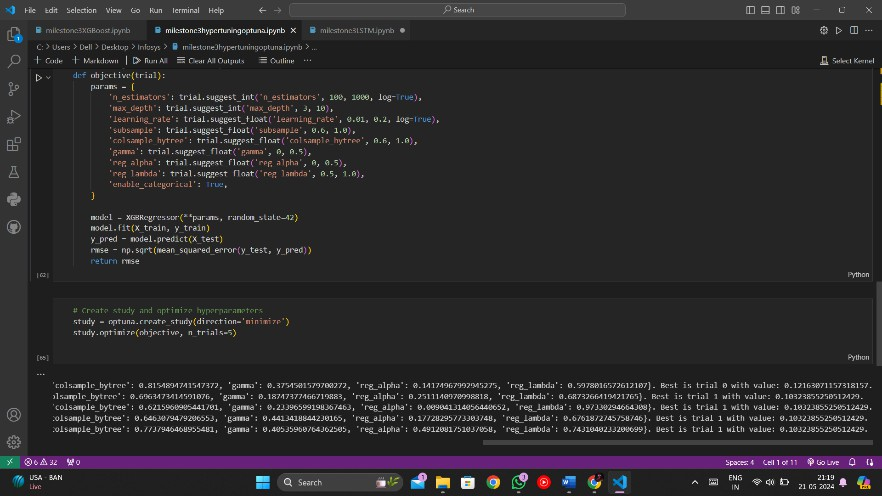 File Edit Selection View Go Run Terminal Help
Search
milestone3XGBoost.ipynb
milestone3hypertuningoptuna.ipynb
milestone3LSTM.ipynb
C: > Users > Dell > Desktop > Infosys > milestone3hypertuningoptuna.ipynb > ...
+ Code + Markdown Run All Clear All Outputs Outline ...
Select Kernel
def objective(trial):
params = {
'n_estimators': trial.suggest_int('n_estimators', 100, 1000, log=True),
'max_depth': trial.suggest_int('max_depth', 3, 10),
'learning_rate': trial.suggest_float('learning_rate', 0.01, 0.2, log=True),
'subsample': trial.suggest_float('subsample', 0.6, 1.0),
'colsample_bytree': trial.suggest_float('colsample_bytree', 0.6, 1.0),
'gamma': trial.suggest_float('gamma', 0, 0.5),
'reg_alpha': trial.suggest_float('reg_alpha', 0, 0.5),
'reg_lambda': trial.suggest_float('reg_lambda', 0.5, 1.0),
'enable_categorical': True,
}
model = XGBRegressor(**params, random_state=42)
model.fit(X_train, y_train)
y_pred = model.predict(X_test)
rmse = np.sqrt(mean_squared_error(y_test, y_pred))
return rmse
[62]
Python
# Create study and optimize hyperparameters
study = optuna.create_study(direction='minimize')
study.optimize(objective, n_trials=5)
[65]
Python
...
'colsample_bytree': 0.8154894741547372, 'gamma': 0.3754501579700272, 'reg_alpha': 0.14174967992945275, 'reg_lambda': 0.5978016572612107}. Best is trial 0 with value: 0.12163071157318157.
olsample_bytree': 0.6963473414591076, 'gamma': 0.18747377466719883, 'reg_alpha': 0.2511140970998818, 'reg_lambda': 0.6873266419421765}. Best is trial 1 with value: 0.10323855250512429.
'colsample_bytree': 0.6215960905441701, 'gamma': 0.23396599198367463, 'reg_alpha': 0.009041314056440652, 'reg_lambda': 0.97330294664308}. Best is trial 1 with value: 0.10323855250512429.
olsample_bytree': 0.6463079479206553, 'gamma': 0.4413418844230165, 'reg_alpha': 0.17728295773303748, 'reg_lambda': 0.6761872745758746}. Best is trial 1 with value: 0.10323855250512429.
olsample_bytree': 0.7737946468955481, 'gamma': 0.40535960764362505, 'reg_alpha': 0.4912081751037058, 'reg_lambda': 0.7431040233200699}. Best is trial 1 with value: 0.10323855250512429.
6 32 0
Spaces: 4 Cell 1 of 11 Go Live
USA - BAN
Live
Search
ENG
IN
21:19
21-05-2024